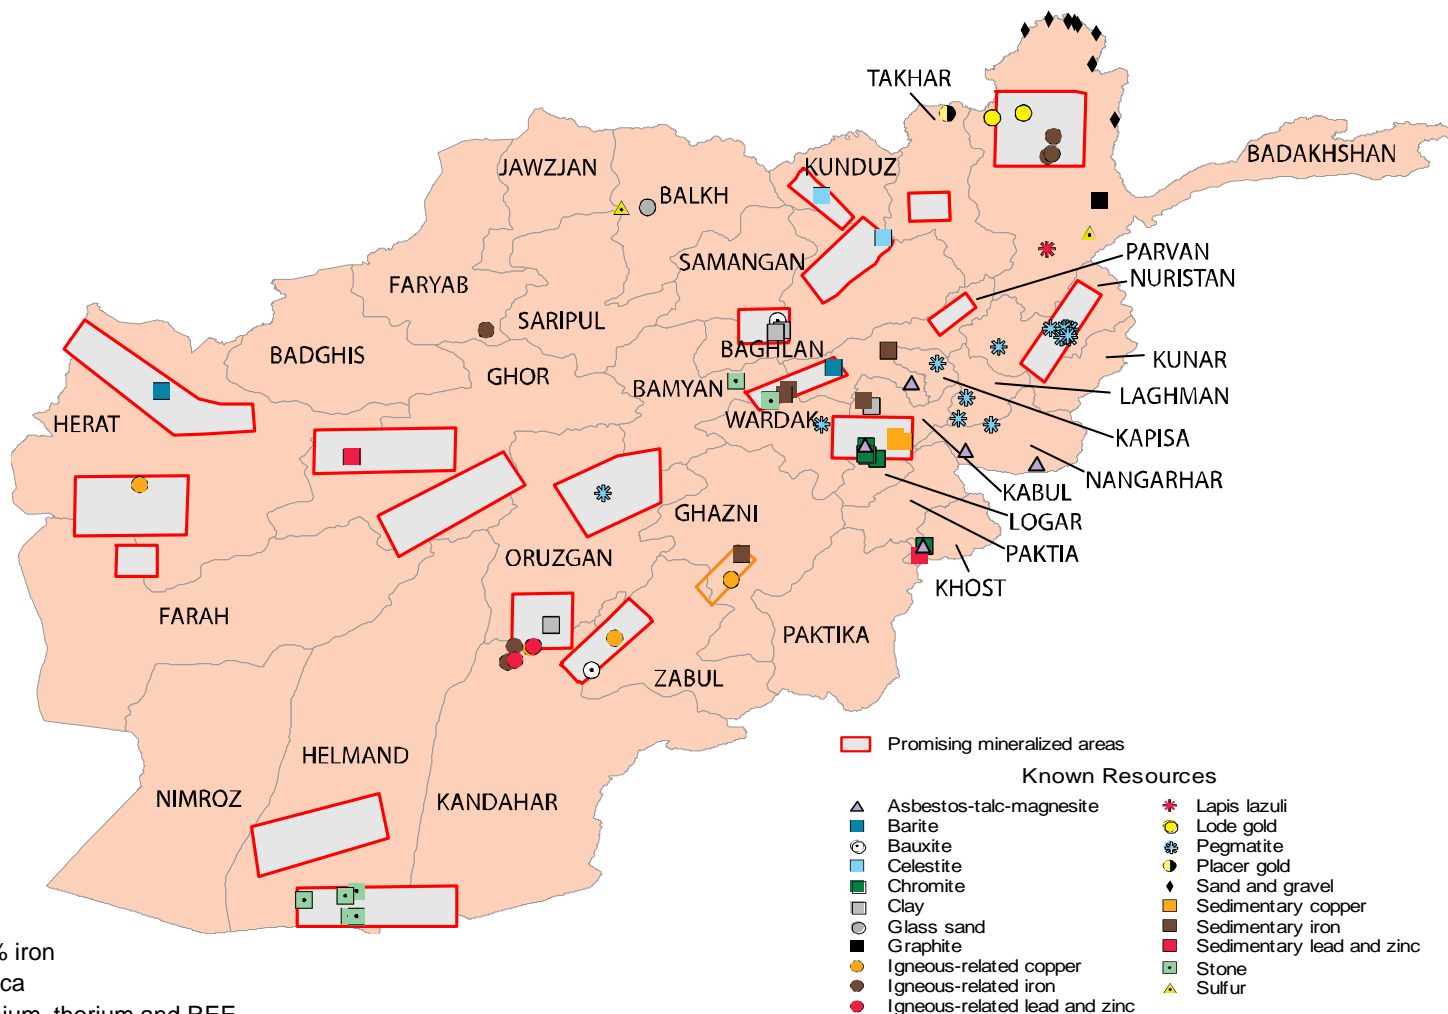 TAKHAR
JAWZJAN
KUNDUZ
BADAKHSHAN
BALKH
PARVAN
SAMANGAN
NURISTAN
FARYAB
SARIPUL
BADGHIS
BAGHLAN
KUNAR
GHOR
BAMYAN
LAGHMAN
HERAT
WARDAK
KAPISA
NANGARHAR
KABUL
GHAZNI
LOGAR
ORUZGAN
PAKTIA
KHOST
FARAH
PAKTIKA
ZABUL
HELMAND
NIMROZ
KANDAHAR
Promising mineralized areas
Known Resources
Asbestos-talc-magnesite
Barite
Bauxite
Celestite
Chromite
Clay
Glass sand
Graphite
Igneous-related copper
Igneous-related iron
Igneous-related lead and zinc
Lapis lazuli
Lode gold
Pegmatite
Placer gold
Sand and gravel
Sedimentary copper
Sedimentary iron
Sedimentary lead and zinc
Stone
Sulfur
% iron
thorium and REE